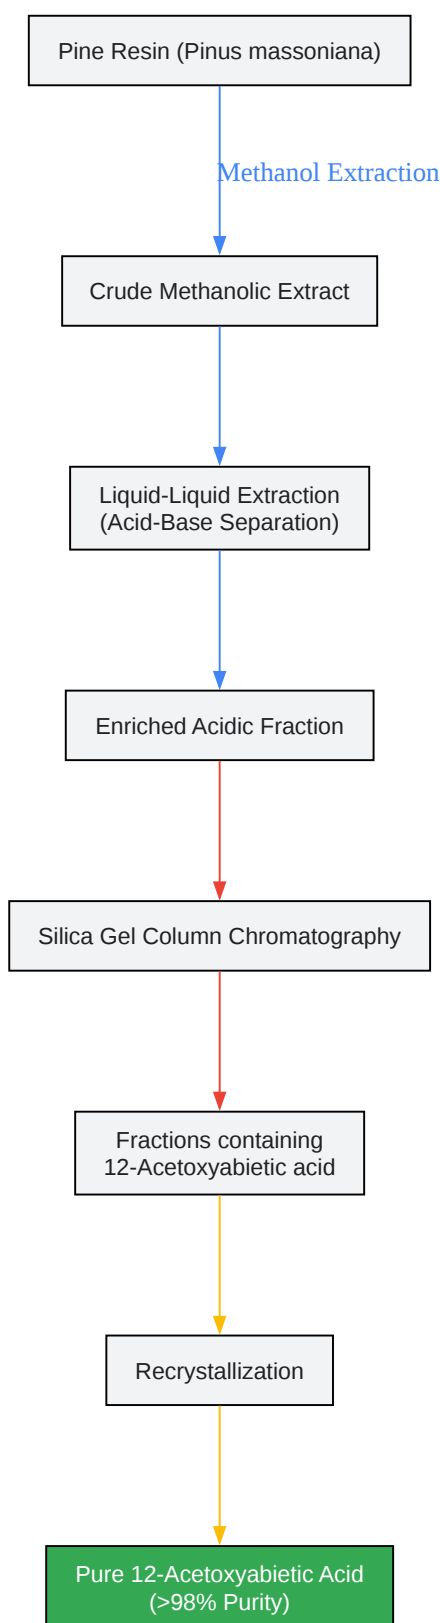 Pine Resin (Pinus massoniana)
Methanol Extraction
Crude Methanolic Extract
Liquid-Liquid Extraction
(Acid-Base Separation)
Enriched Acidic Fraction
Silica Gel Column Chromatography
Fractions containing
12-Acetoxyabietic acid
Recrystallization
Pure 12-Acetoxyabietic Acid
(>98% Purity)